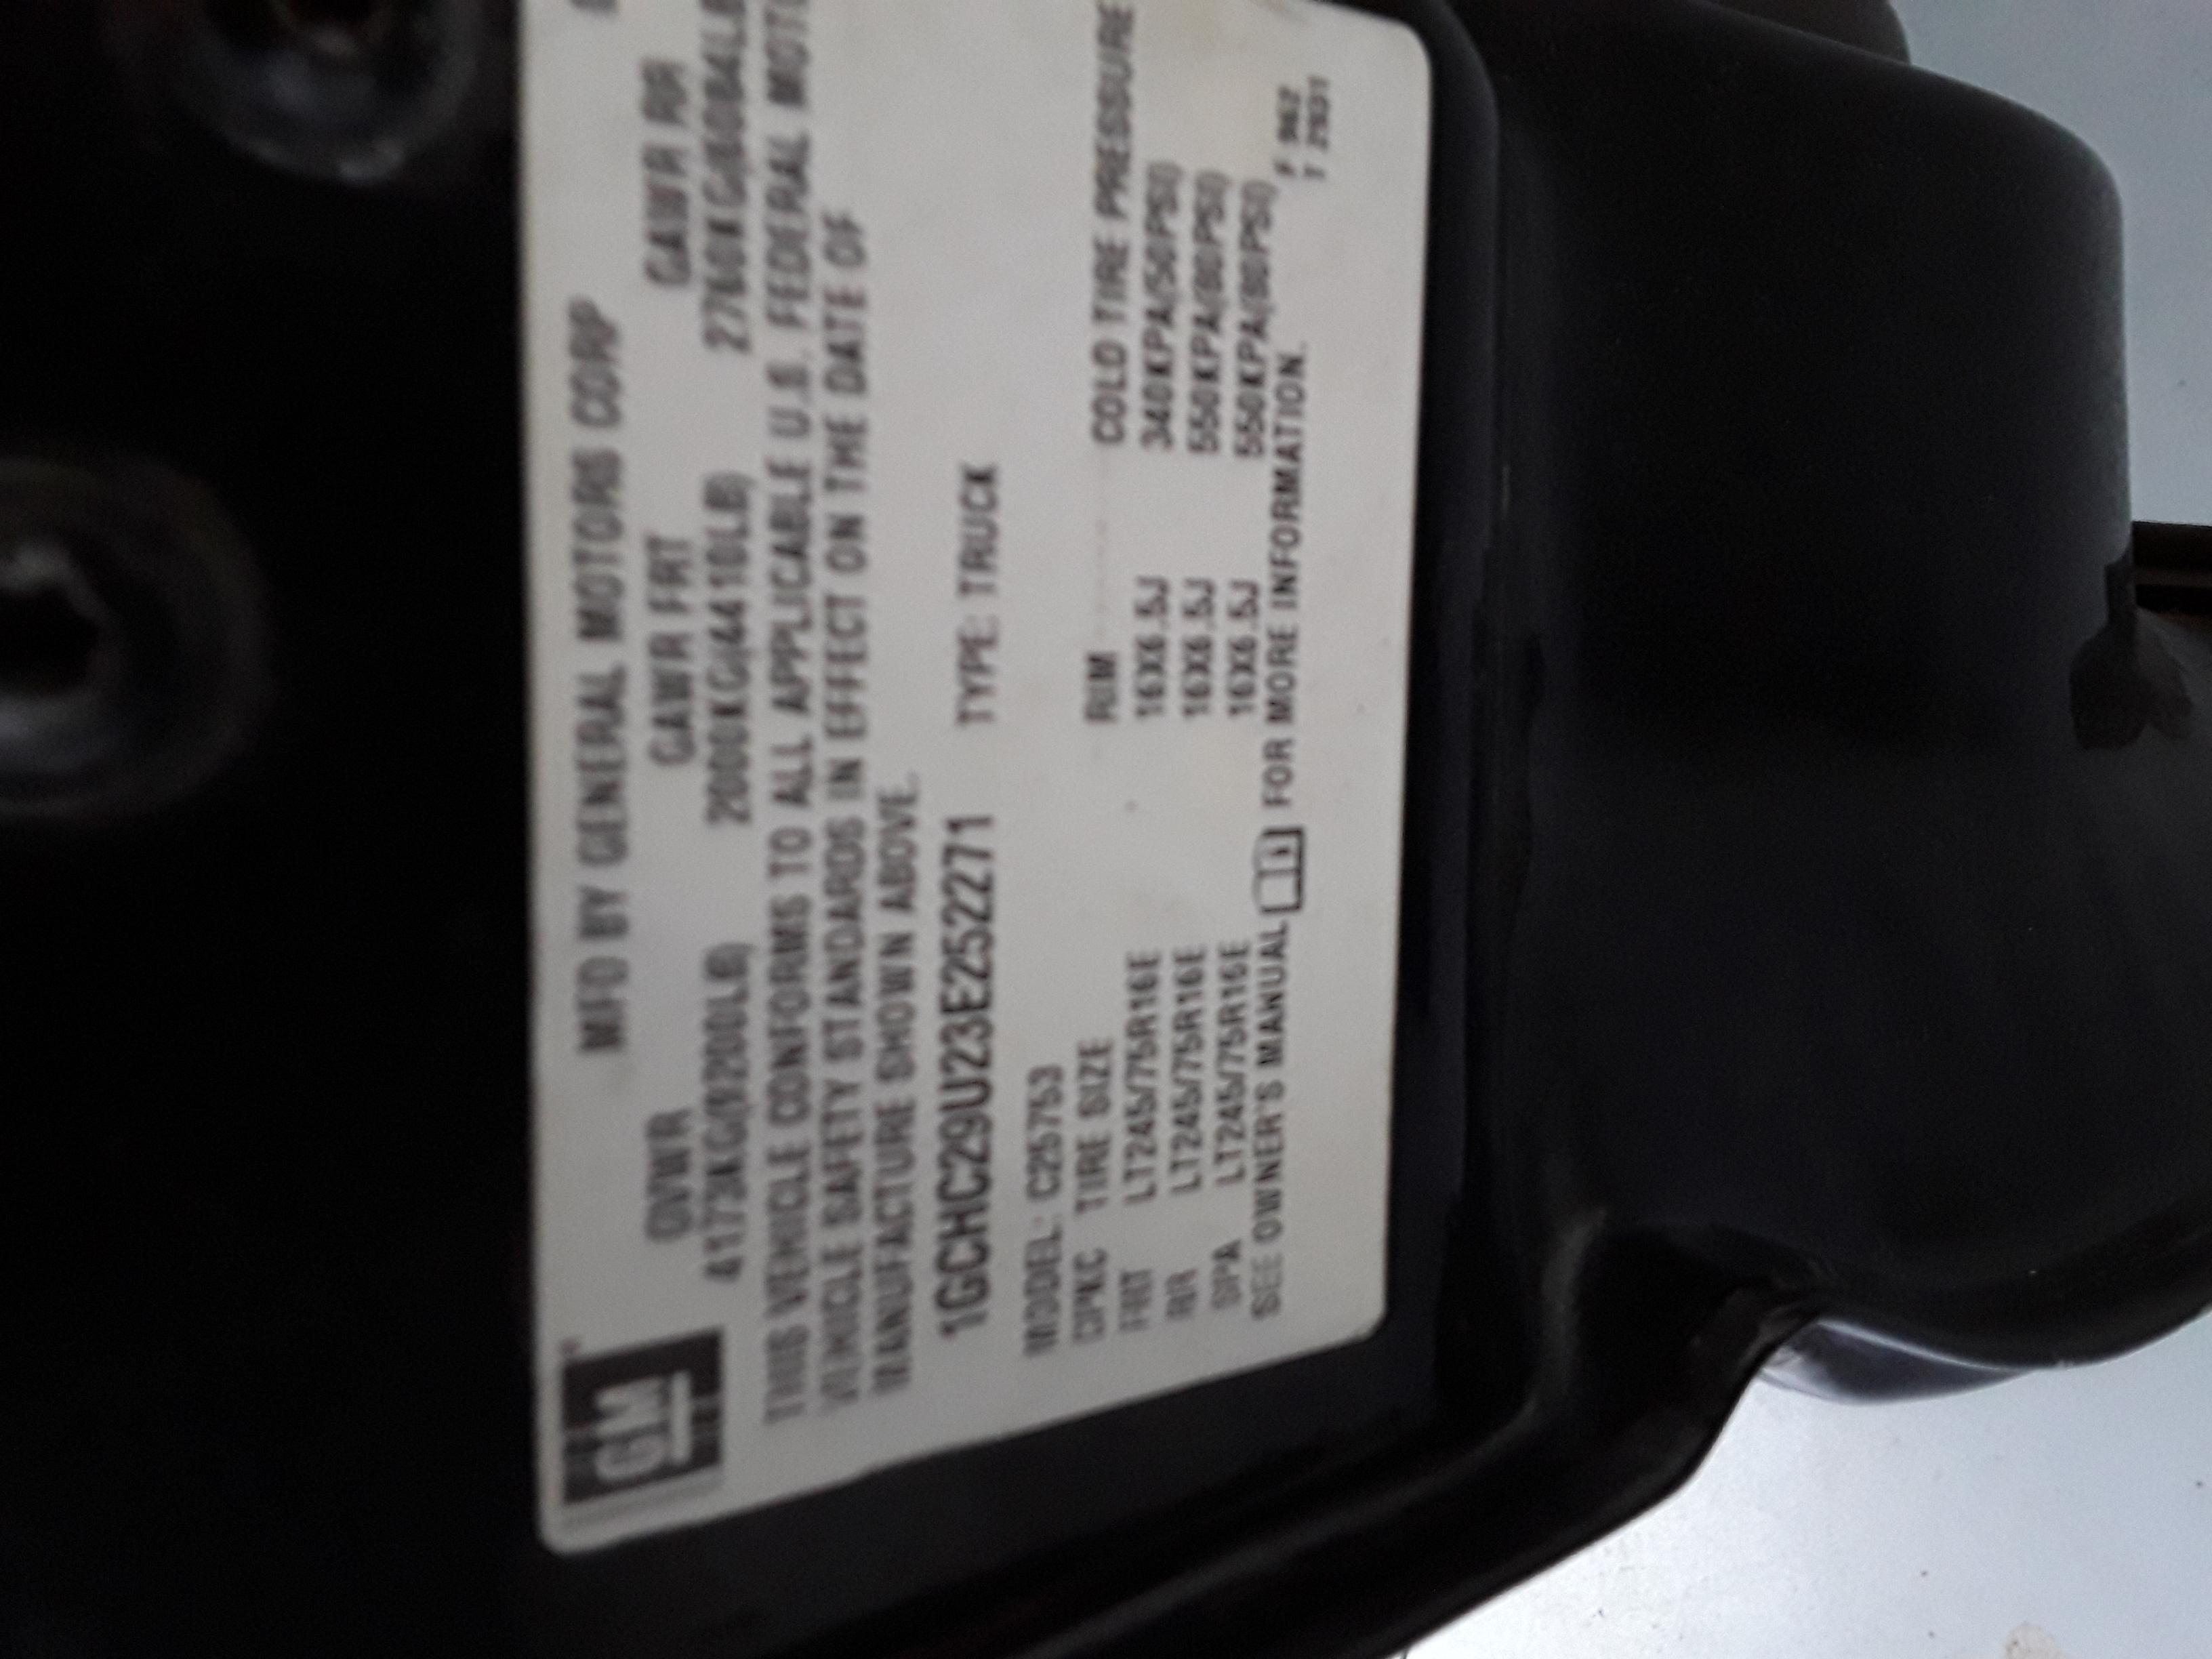 GM
MFD BY GENERAL MOTORS CORP
GVWR GAWR FRT GAWR RR
4173KG(9200LB) 2000KG(4410LB) 2760KG(6084LB
THIS VEHICLE CONFORMS TO ALL APPLICABLE U.S. FEDERAL MOTO
VEHICLE SAFETY STANDARDS IN EFFECT ON THE DATE OF
MANUFACTURE SHOWN ABOVE.
1GCHC29U23E252271 TYPE: TRUCK
MODEL: C25753
TIRE SIZE RIM COLD TIRE PRESSURE
FRT LT245/75R16E 16X6.5J 340KPA(50PSI)
RR LT245/75R16E 16X6.5J 550KPA(80PSI)
SPA LT245/75R16E 16X6.5J 550KPA(80PSI)
SEE OWNER'S MANUAL FOR MORE INFORMATION.
F 962
T 2931